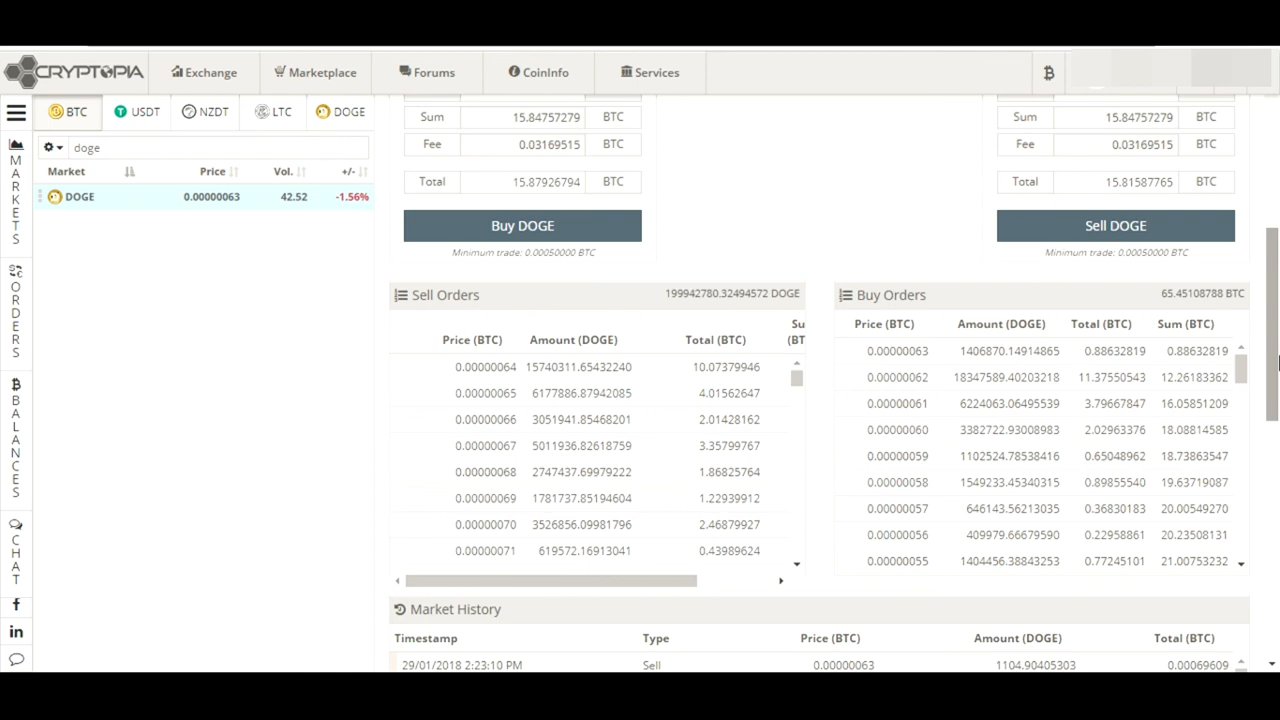 CRYPTOPIA Exchange Marketplace Forums CoinInfo Services
BTC USDT NZDT LTC DOGE
doge
Market Price Vol. +/-
DOGE 0.00000063 42.52 -1.56%
MARKETS
ORDERS
BALANCES
CHAT
Sum 15.84757279 BTC
Fee 0.03169515 BTC
Total 15.87926794 BTC
Buy DOGE
Minimum trade: 0.00050000 BTC
Sum 15.84757279 BTC
Fee 0.03169515 BTC
Total 15.81587765 BTC
Sell DOGE
Minimum trade: 0.00050000 BTC
Sell Orders 199942780.32494572 DOGE
Price (BTC) Amount (DOGE) Total (BTC) Su (BT
0.00000064 15740311.65432240 10.07379946
0.00000065 6177886.87942085 4.01562647
0.00000066 3051941.85468201 2.01428162
0.00000067 5011936.82618759 3.35799767
0.00000068 2747437.69979222 1.86825764
0.00000069 1781737.85194604 1.22939912
0.00000070 3526856.09981796 2.46879927
0.00000071 619572.16913041 0.43989624
Buy Orders 65.45108788 BTC
Price (BTC) Amount (DOGE) Total (BTC) Sum (BTC)
0.00000063 1406870.14914865 0.88632819 0.88632819
0.00000062 18347589.40203218 11.37550543 12.26183362
0.00000061 6224063.06495539 3.79667847 16.05851209
0.00000060 3382722.93008983 2.02963376 18.08814585
0.00000059 1102524.78538416 0.65048962 18.73863547
0.00000058 1549233.45340315 0.89855540 19.63719087
0.00000057 646143.56213035 0.36830183 20.00549270
0.00000056 409979.66679590 0.22958861 20.23508131
0.00000055 1404456.38843253 0.77245101 21.00753232
Market History
Timestamp Type Price (BTC) Amount (DOGE) Total (BTC)
29/01/2018 2:23:10 PM Sell 0.00000063 1104.90405303 0.00069609